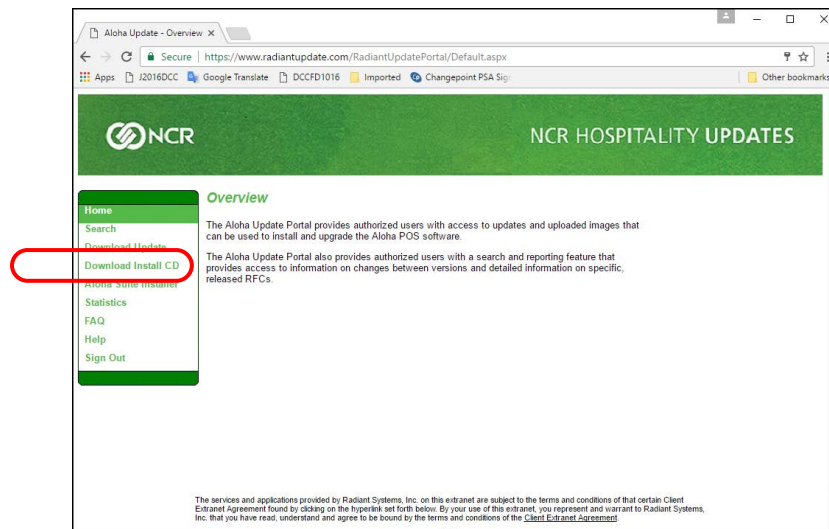 Aloha Update - Overview
Secure | https://www.radiantupdate.com/RadiantUpdatePortal/Default.aspx
Apps J2016DCC Google Translate DCCFD1016 Imported Changepoint PSA Sig Other bookmarks
NCR
NCR HOSPITALITY UPDATES
Overview
Home
The Aloha Update Portal provides authorized users with access to updates and uploaded images that
can be used to install and upgrade the Aloha POS software.
The Aloha Update Portal also provides authorized users with a search and reporting feature that
provides access to information on changes between versions and detailed information on specific,
released RFCs.
Search
Download Update
Download Install CD
Aloha Suite Installer
Statistics
FAQ
Help
Sign Out
The services and applications provided by Radiant Systems, Inc. on this extranet are subject to the terms and conditions of that certain Client
Extranet Agreement found by clicking on the hyperlink set forth below. By your use of this extranet, you represent and warrant to Radiant Systems,
Inc. that you have read, understand and agree to be bound by the terms and conditions of the Client Extranet Agreement.